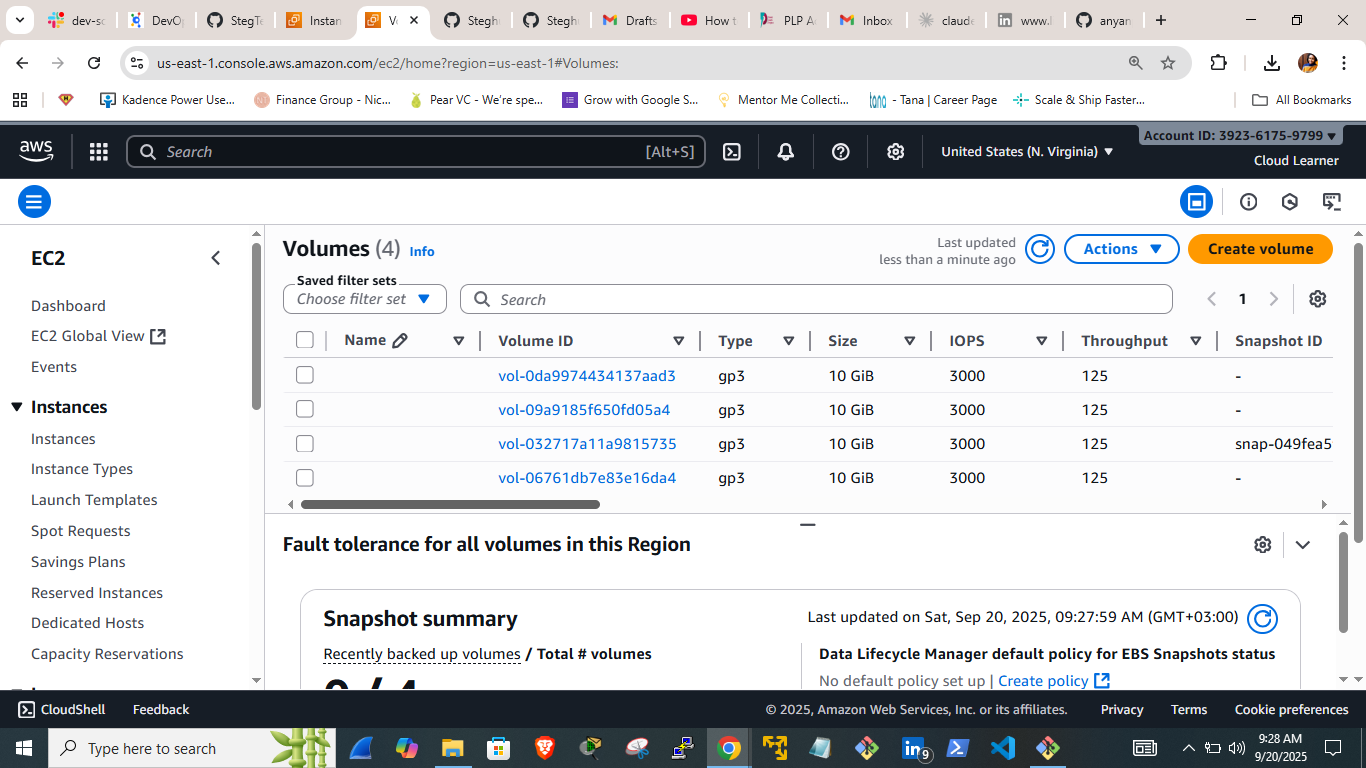 dev-sc
DevOp
StegTe
Instan
Vo
Stegh
Stegh
Drafts
How t
PLP A
Inbox
claude
www.l
anyan
us-east-1.console.aws.amazon.com/ec2/home?region=us-east-1#Volumes:
Kadence Power Use...
Finance Group - Nic...
Pear VC - We're spe...
Grow with Google S...
Mentor Me Collecti...
tana - Tana | Career Page
Scale & Ship Faster...
All Bookmarks
aws
Search
[Alt+S]
United States (N. Virginia)
Account ID: 3923-6175-9799
Cloud Learner
EC2
Dashboard
EC2 Global View
Events
Instances
Instances
Instance Types
Launch Templates
Spot Requests
Savings Plans
Reserved Instances
Dedicated Hosts
Capacity Reservations
Volumes (4) Info
Last updated
less than a minute ago
Actions
Create volume
Saved filter sets
Choose filter set
Search
1
Name Volume ID Type Size IOPS Throughput Snapshot ID
vol-0da9974434137aad3 gp3 10 GiB 3000 125 -
vol-09a9185f650fd05a4 gp3 10 GiB 3000 125 -
vol-032717a11a9815735 gp3 10 GiB 3000 125 snap-049fea5
vol-06761db7e83e16da4 gp3 10 GiB 3000 125 -
Fault tolerance for all volumes in this Region
Snapshot summary
Last updated on Sat, Sep 20, 2025, 09:27:59 AM (GMT+03:00)
Recently backed up volumes / Total # volumes
0 / 4
Data Lifecycle Manager default policy for EBS Snapshots status
No default policy set up | Create policy
CloudShell
Feedback
© 2025, Amazon Web Services, Inc. or its affiliates.
Privacy
Terms
Cookie preferences
Type here to search
9
9:28 AM
9/20/2025